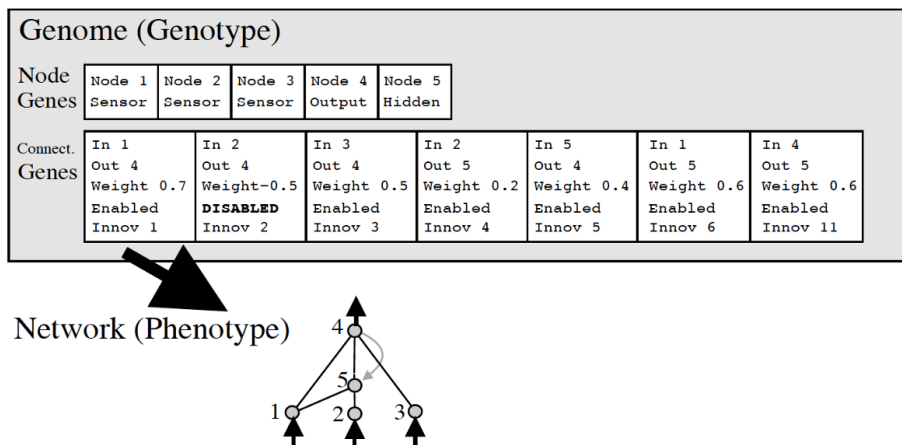 Genome (Genotype)
Node Genes
Node 1 Sensor
Node 2 Sensor
Node 3 Sensor
Node 4 Output
Node 5 Hidden
Connect. Genes
In 1
Out 4
Weight 0.7
Enabled
Innov 1
In 2
Out 4
Weight-0.5
DISABLED
Innov 2
In 3
Out 4
Weight 0.5
Enabled
Innov 3
In 2
Out 5
Weight 0.2
Enabled
Innov 4
In 5
Out 4
Weight 0.4
Enabled
Innov 5
In 1
Out 5
Weight 0.6
Enabled
Innov 6
In 4
Out 5
Weight 0.6
Enabled
Innov 11
Network (Phenotype)
4
5
1
2
3